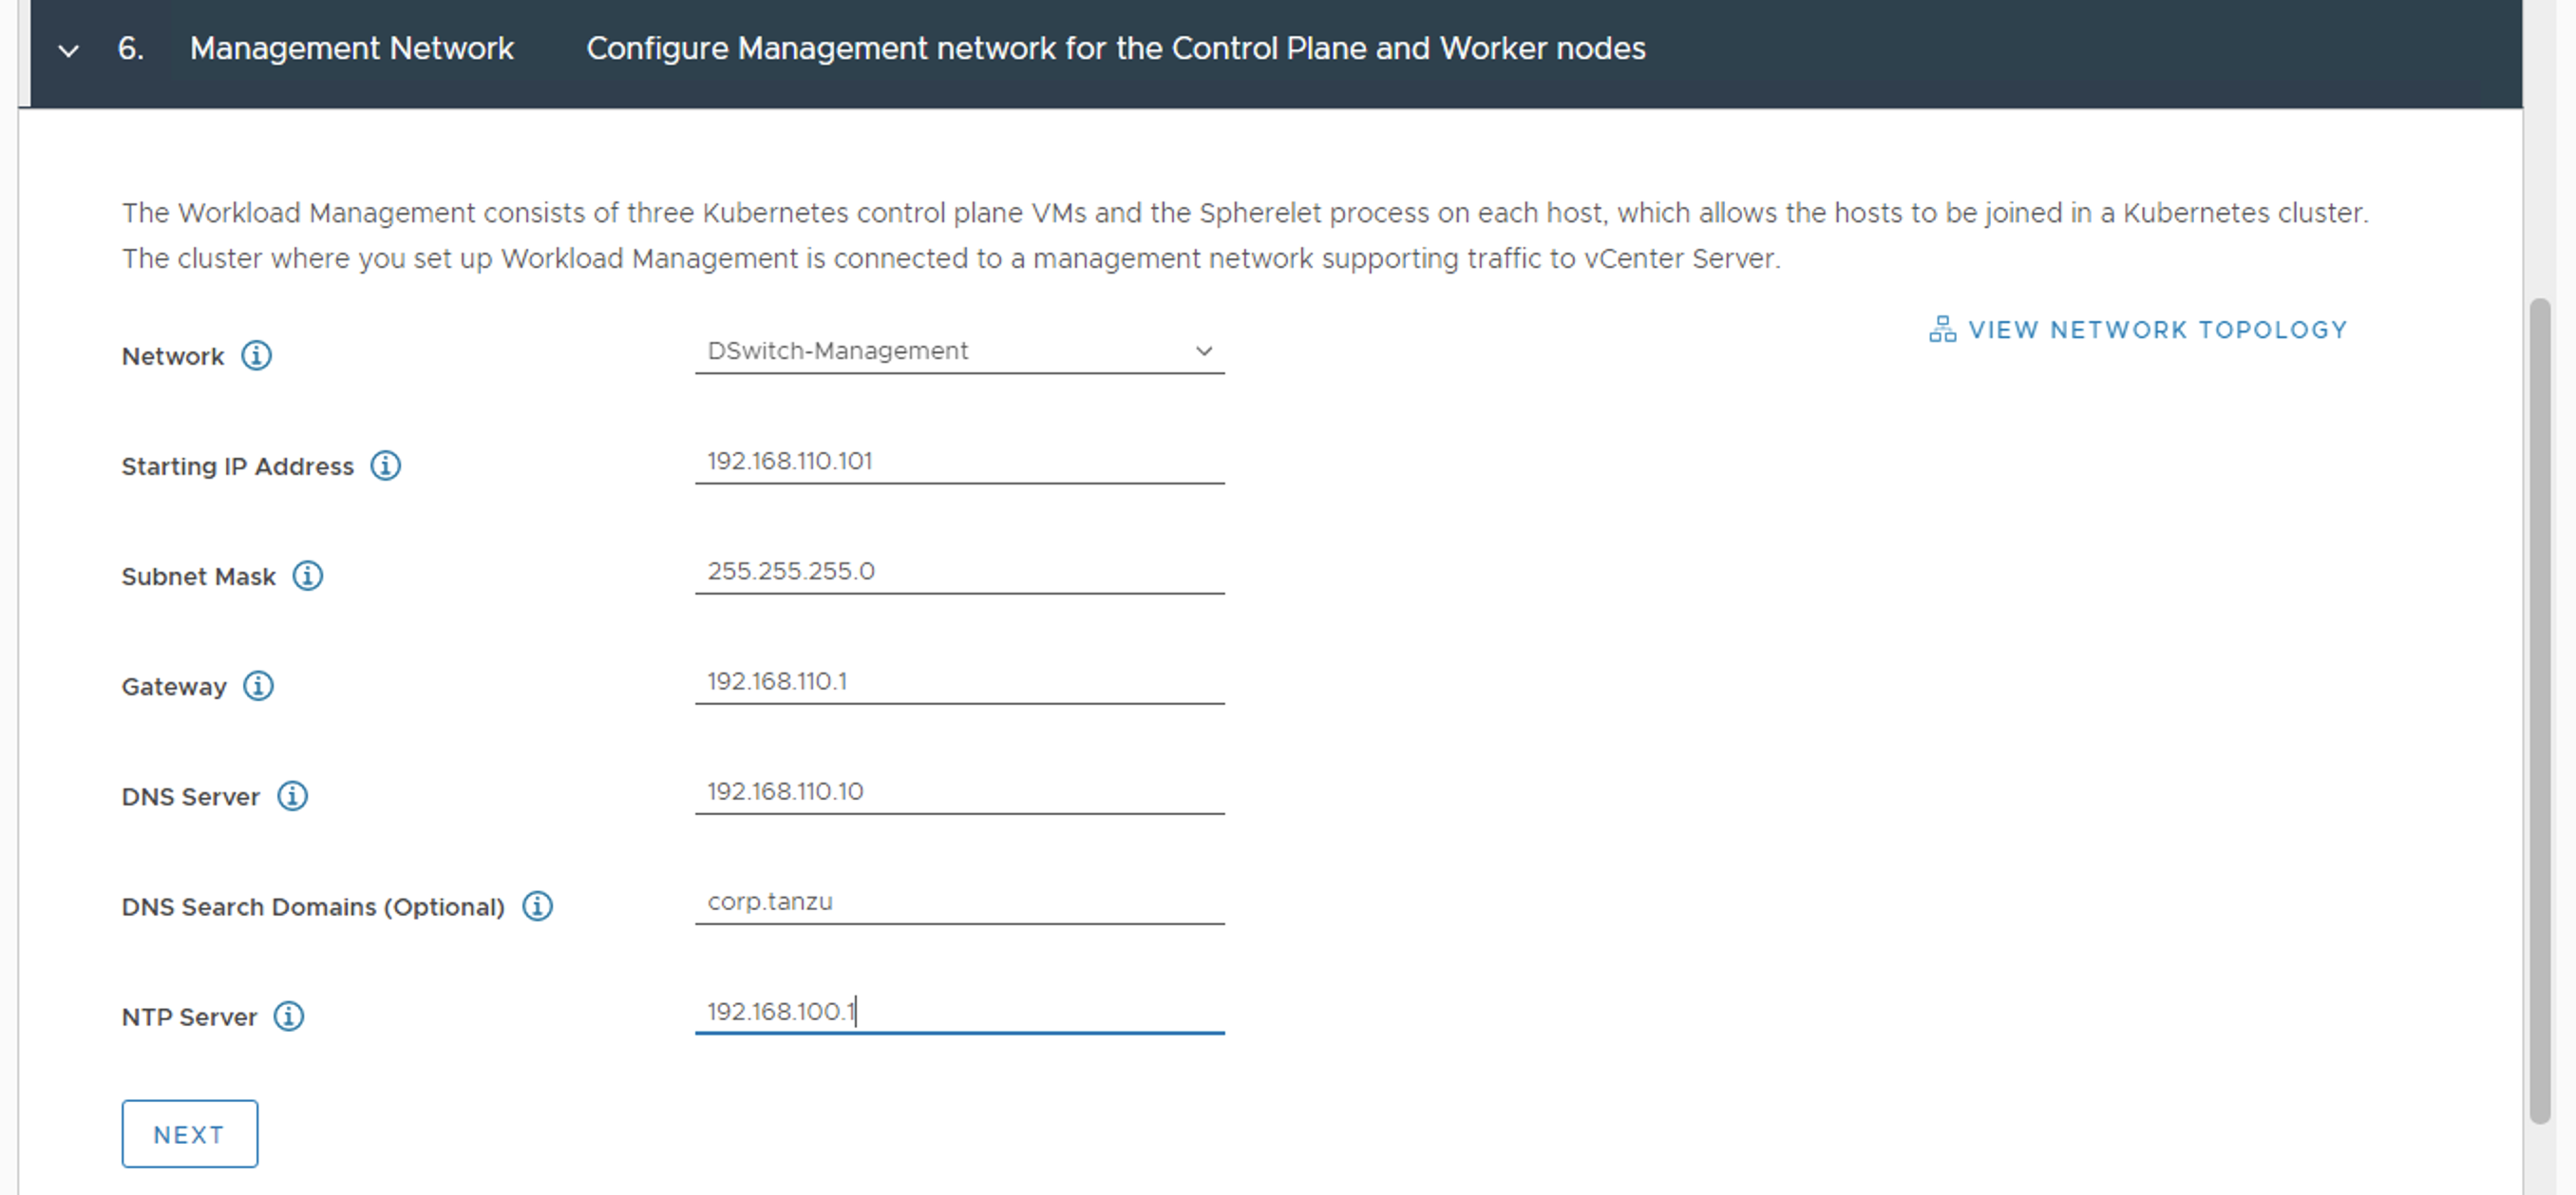 6. Management Network Configure Management network for the Control Plane and Worker nodes
The Workload Management consists of three Kubernetes control plane VMs and the Spherelet process on each host, which allows the hosts to be joined in a Kubernetes cluster.
The cluster where you set up Workload Management is connected to a management network supporting traffic to vCenter Server.
VIEW NETWORK TOPOLOGY
Network DSwitch-Management
Starting IP Address 192.168.110.101
Subnet Mask 255.255.255.0
Gateway 192.168.110.1
DNS Server 192.168.110.10
DNS Search Domains (Optional) corp.tanzu
NTP Server 192.168.100.1
NEXT